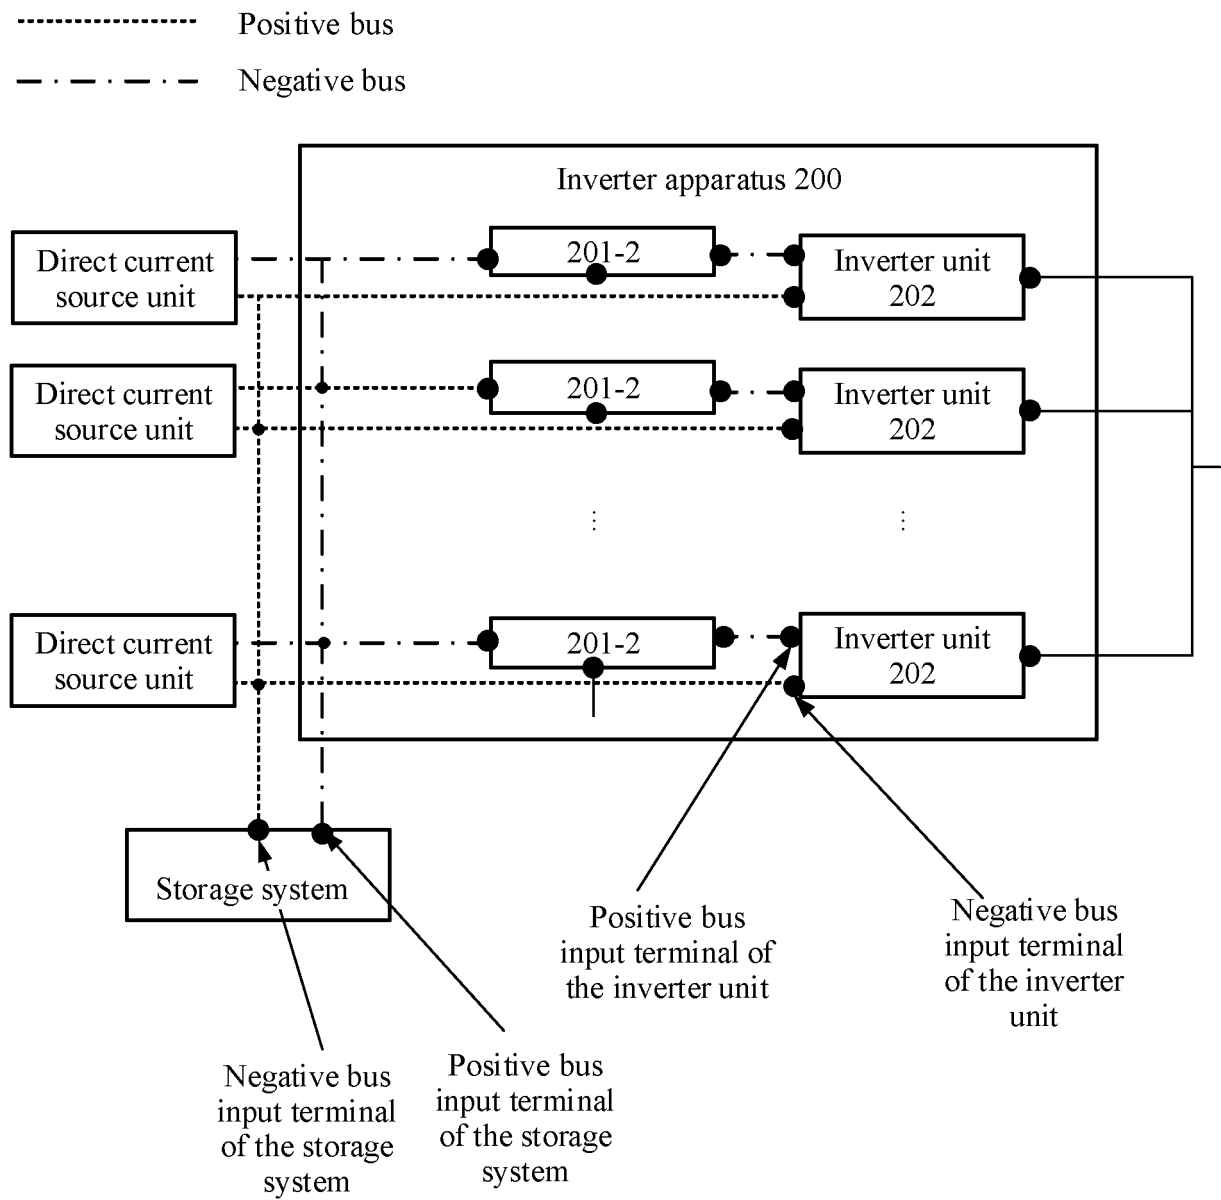 Positive bus
Negative bus
Inverter apparatus 200
Direct current
source unit
201-2
Inverter unit
202
Direct current
source unit
201-2
Inverter unit
202
Direct current
source unit
201-2
Inverter unit
202
Storage system
Positive bus
input terminal of
the inverter unit
Negative bus
input terminal
of the inverter
unit
Negative bus
input terminal
of the storage
system
Positive bus
input terminal
of the storage
system